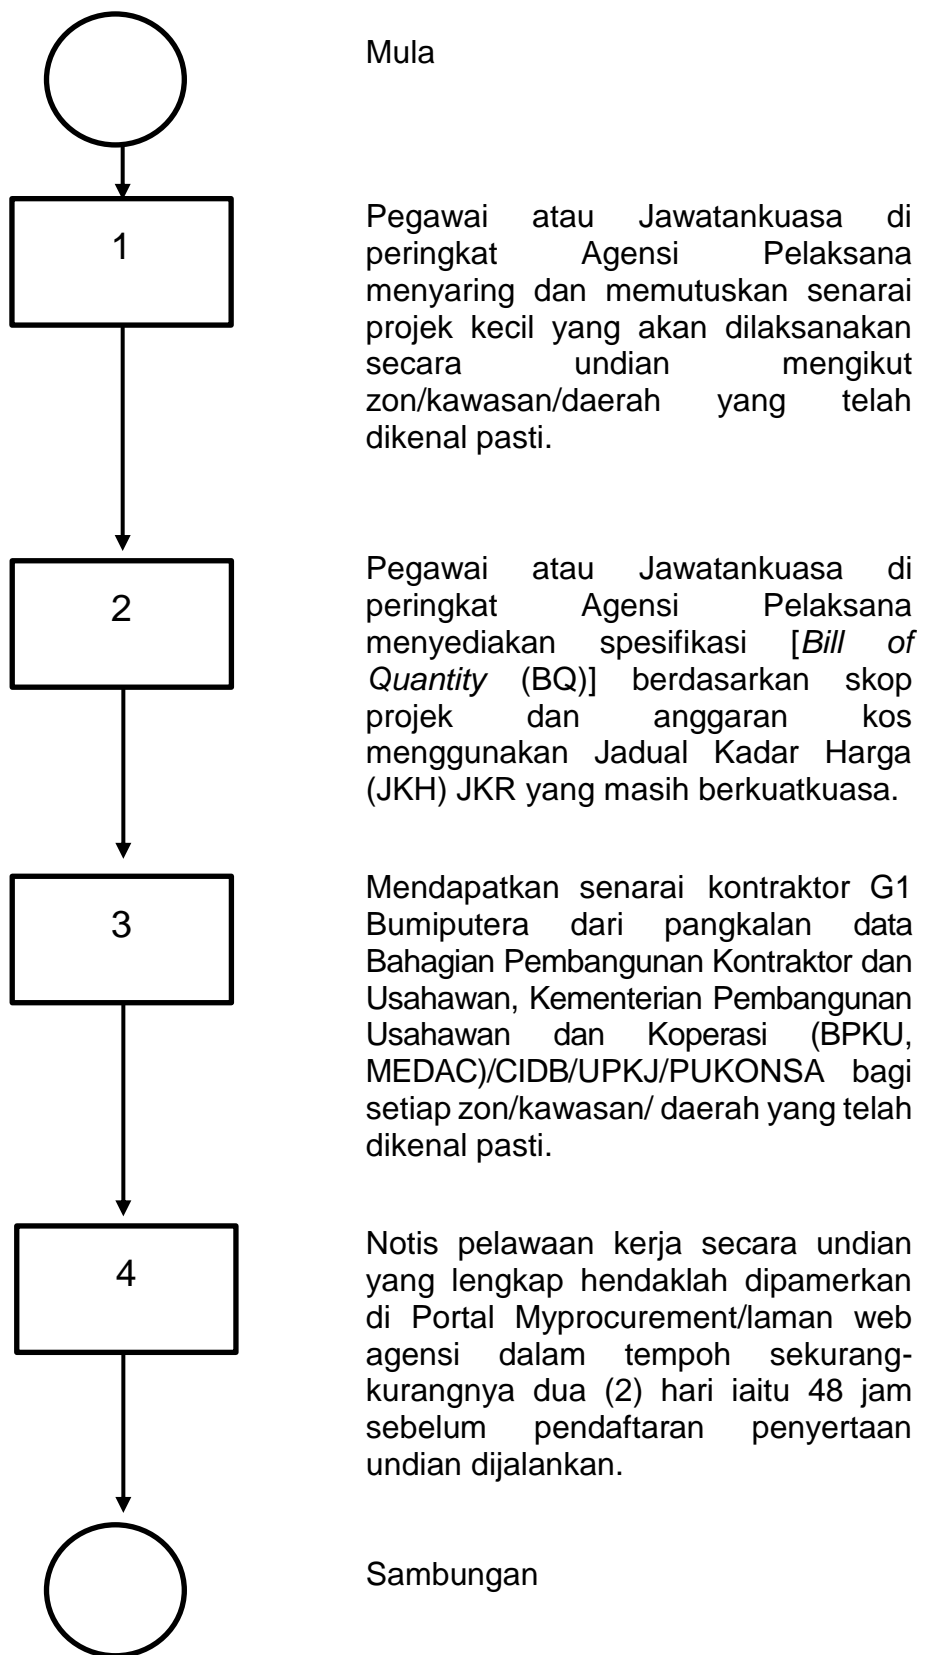 Mula
1
Pegawai atau Jawatankuasa di
peringkat Agensi Pelaksana
menyaring dan memutuskan senarai
projek kecil yang akan dilaksanakan
secara undian mengikut
zon/kawasan/daerah yang telah
dikenal pasti.
2
Pegawai atau Jawatankuasa di
peringkat Agensi Pelaksana
menyediakan spesifikasi [Bill of
Quantity (BQ)] berdasarkan skop
projek dan anggaran kos
menggunakan Jadual Kadar Harga
(JKH) JKR yang masih berkuatkuasa.
3
Mendapatkan senarai kontraktor G1
Bumiputera dari pangkalan data
Bahagian Pembangunan Kontraktor dan
Usahawan, Kementerian Pembangunan
Usahawan dan Koperasi (BPKU,
MEDAC)/CIDB/UPKJ/PUKONSA bagi
setiap zon/kawasan/ daerah yang telah
dikenal pasti.
4
Notis pelawaan kerja secara undian
yang lengkap hendaklah dipamerkan
di Portal Myprocurement/laman web
agensi dalam tempoh sekurang-
kurangnya dua (2) hari iaitu 48 jam
sebelum pendaftaran penyertaan
undian dijalankan.
Sambungan